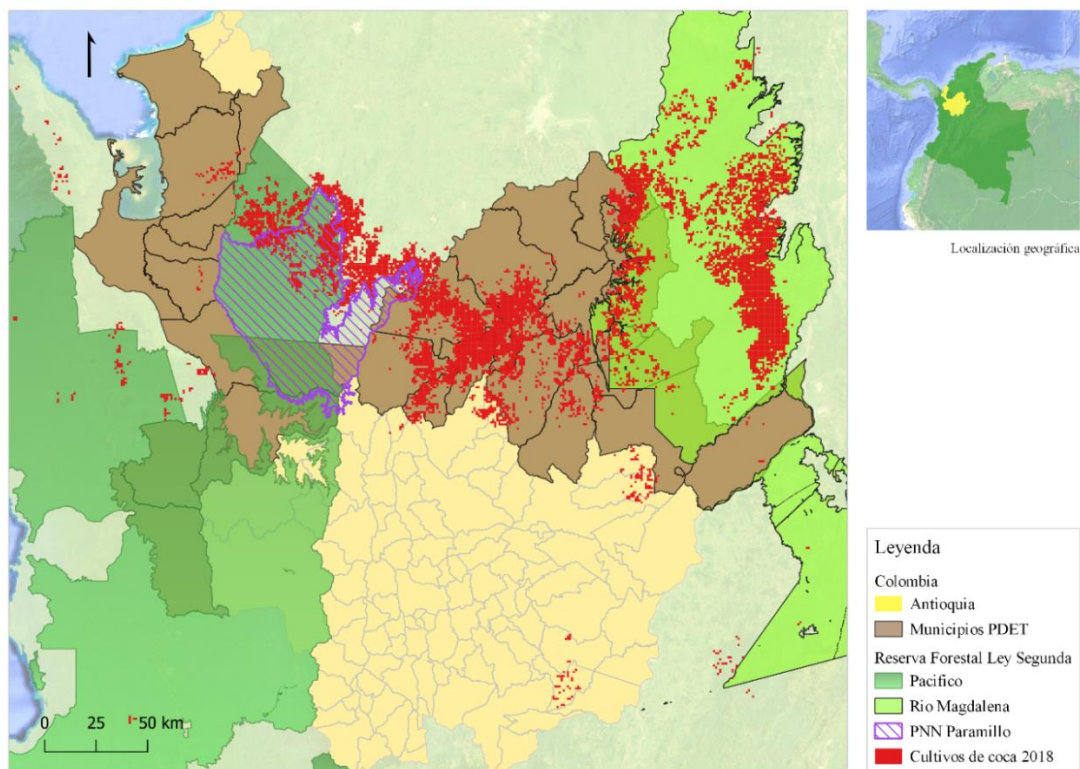 Localización geográfica
Leyenda
Colombia
Antioquia
Municipios PDET
Reserva Forestal Ley Segunda
Pacifico
Rio Magdalena
PNN Paramillo
Cultivos de coca 2018
0 25 50 km